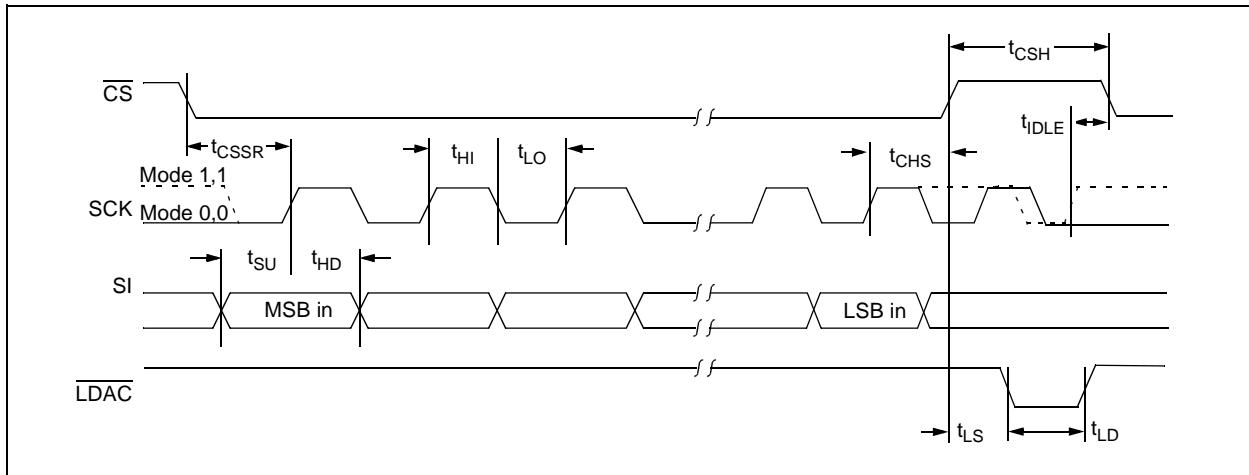 tCSH
CS
tIDLE
tCSSR
tHI
tLO
tCHS
Mode 1,1
SCK
Mode 0,0
tSU
tHD
SI
MSB in
LSB in
LDAC
tLS
tLD